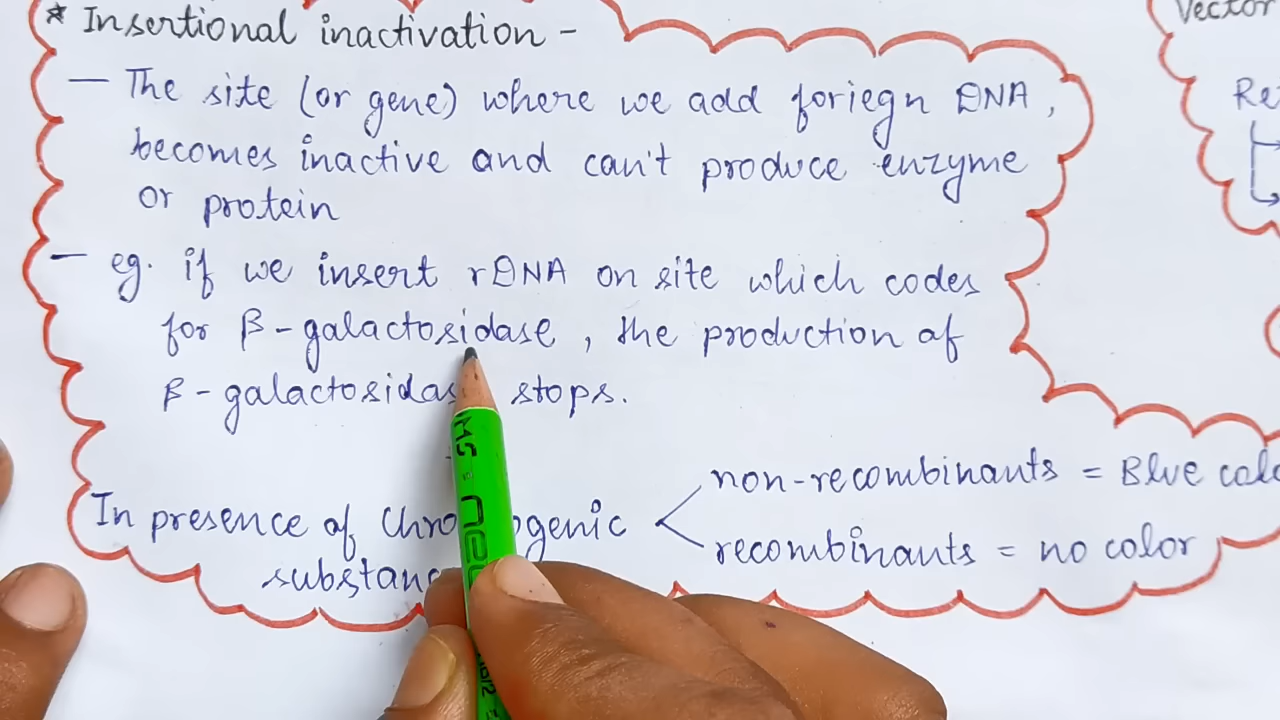 * Insertional inactivation -
- The site (or gene) where we add foriegn DNA,
becomes inactive and can't produce enzyme
or protein
- eg. if we insert rDNA on site which codes
for β-galactosidase, the production of
β-galactosidas stops.
In presence of Chro genic
substanc
non-recombinants = Blue colo
recombinants = no color
Vector
Re